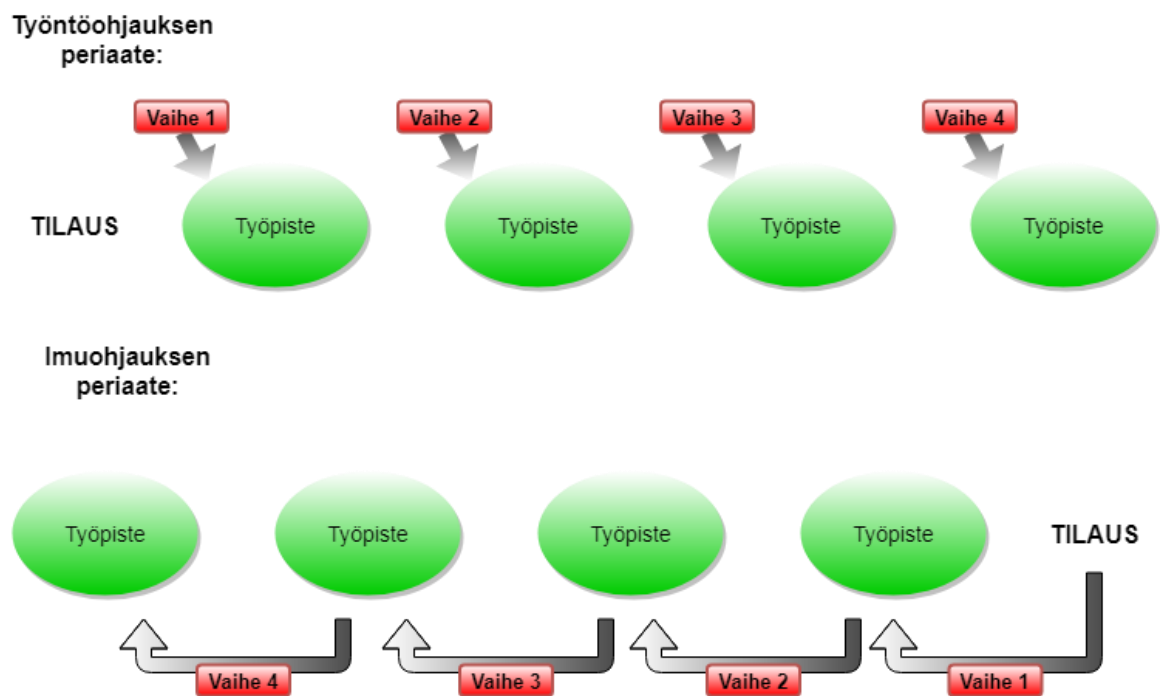 Työntöohjauksen
periaate:
Vaihe 1
Vaihe 2
Vaihe 3
Vaihe 4
TILAUS
Työpiste
Työpiste
Työpiste
Työpiste
Imuohjauksen
periaate:
Työpiste
Työpiste
Työpiste
Työpiste
TILAUS
Vaihe 4
Vaihe 3
Vaihe 2
Vaihe 1